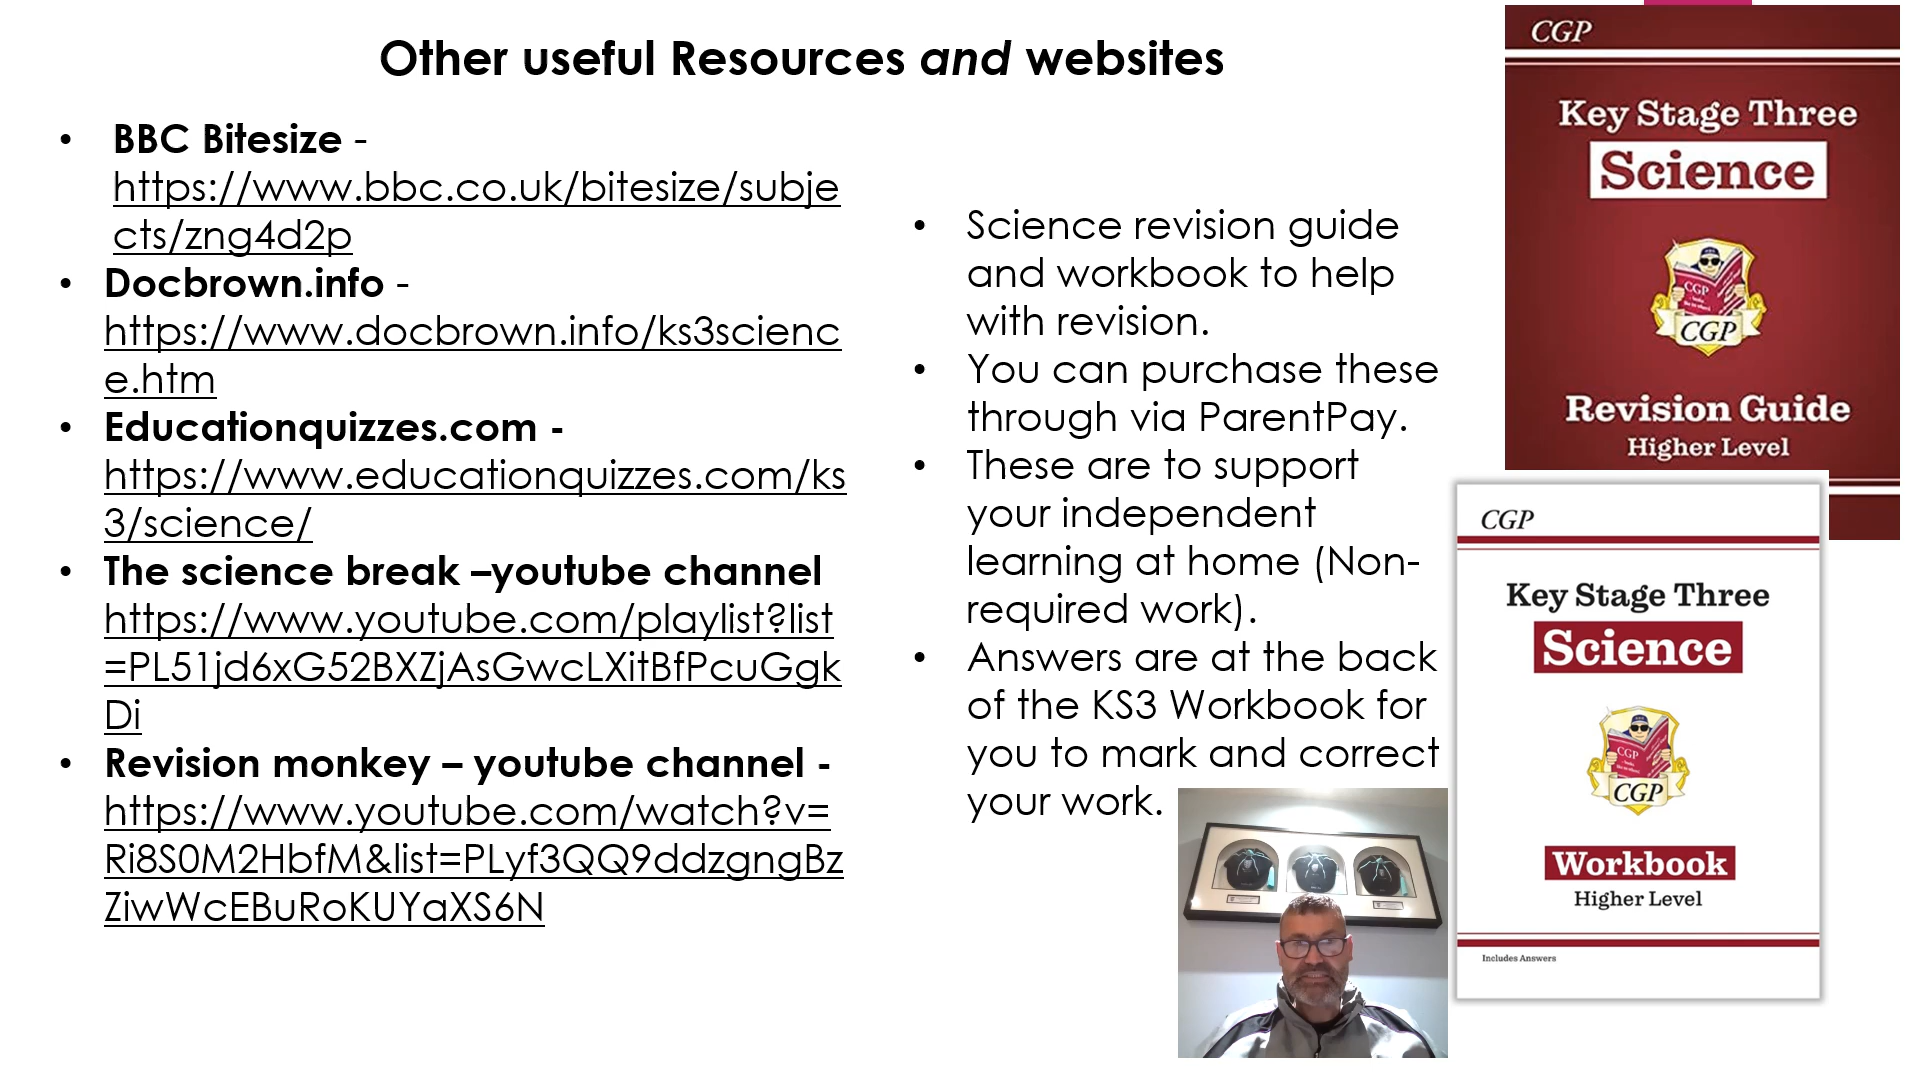 Other useful Resources and websites
• BBC Bitesize -
https://www.bbc.co.uk/bitesize/subje
cts/zng4d2p
• Docbrown.info -
https://www.docbrown.info/ks3scienc
e.htm
• Educationquizzes.com -
https://www.educationquizzes.com/ks
3/science/
• The science break –youtube channel
https://www.youtube.com/playlist?list
=PL51jd6xG52BXZjAsGwcLXitBfPcuGgk
Di
• Revision monkey – youtube channel -
https://www.youtube.com/watch?v=
Ri8S0M2HbfM&list=PLyf3QQ9ddzgngBz
ZiwWcEBuRoKUYaXS6N
• Science revision guide
and workbook to help
with revision.
• You can purchase these
through via ParentPay.
• These are to support
your independent
learning at home (Non-
required work).
• Answers are at the back
of the KS3 Workbook for
you to mark and correct
your work.
CGP
Key Stage Three
Science
CGP
CGP
Revision Guide
Higher Level
CGP
Key Stage Three
Science
CGP
CGP
Workbook
Higher Level
Includes Answers